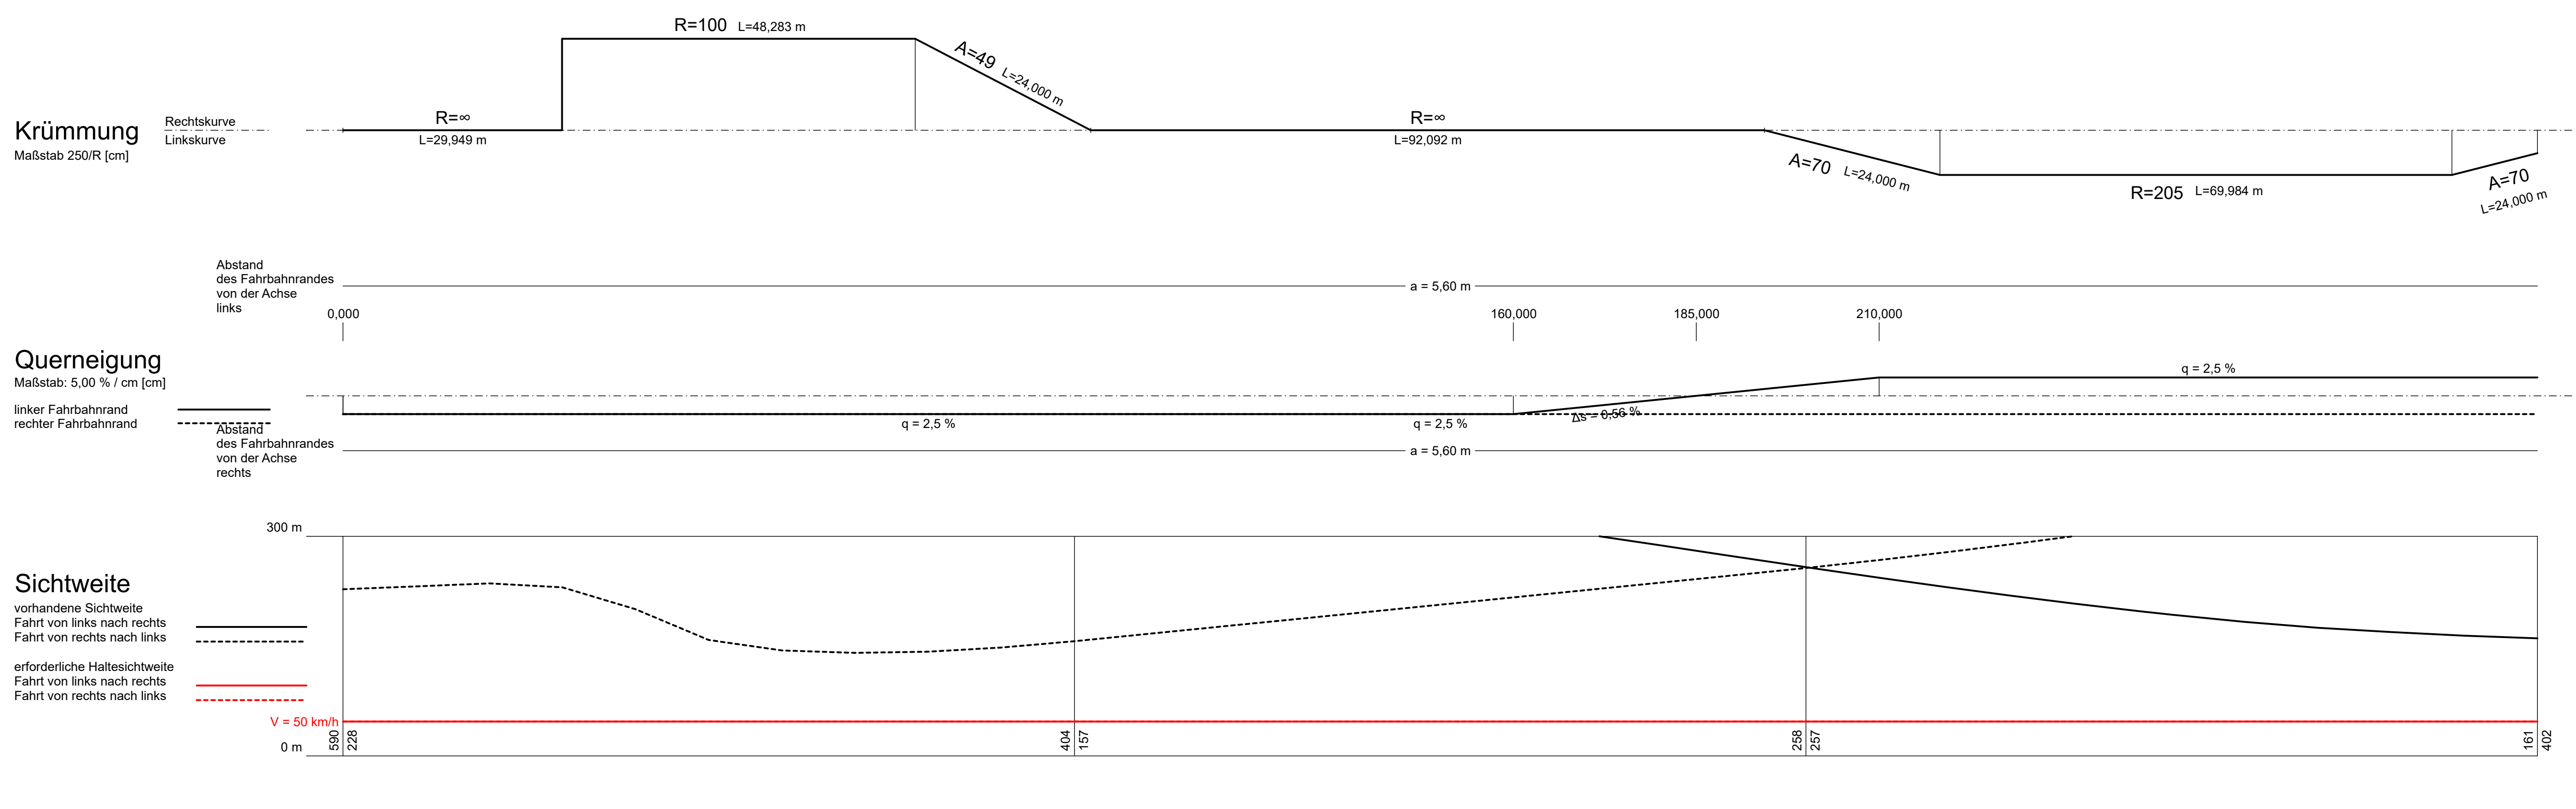 R=100 L=48,283 m
A=49 L=24,000 m
Krümmung
Maßstab 250/R [cm]
Rechtskurve
Linkskurve
R=∞
L=29,949 m
R=∞
L=92,092 m
A=70 L=24,000 m
R=205 L=69,984 m
A=70
L=24,000 m
Abstand
des Fahrbahnrandes
von der Achse
links
a = 5,60 m
0,000
160,000
185,000
210,000
Querneigung
Maßstab: 5,00 % / cm [cm]
linker Fahrbahnrand
rechter Fahrbahnrand
q = 2,5 %
q = 2,5 %
Δs = 0,56 %
q = 2,5 %
Abstand
des Fahrbahnrandes
von der Achse
rechts
a = 5,60 m
300 m
Sichtweite
vorhandene Sichtweite
Fahrt von links nach rechts
Fahrt von rechts nach links
erforderliche Haltesichtweite
Fahrt von links nach rechts
Fahrt von rechts nach links
V = 50 km/h
0 m
590
228
404
157
258
257
161
402